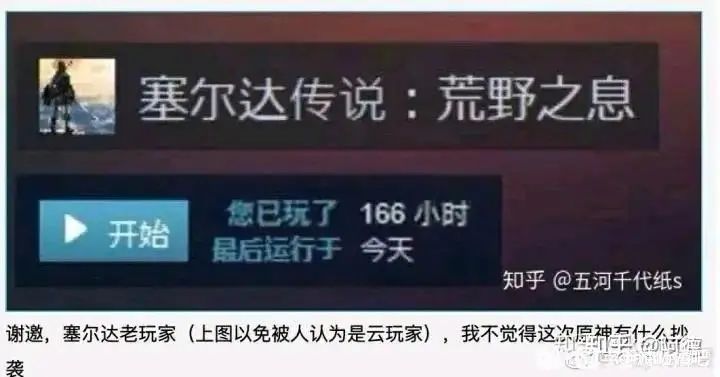 塞尔达传说：荒野之息
您已玩了 166 小时
开始
最后运行于 今天
知乎 @五河千代纸s
谢邀，塞尔达老玩家（上图以免被人认为是云玩家），我不觉得这次原神有什么抄
袭